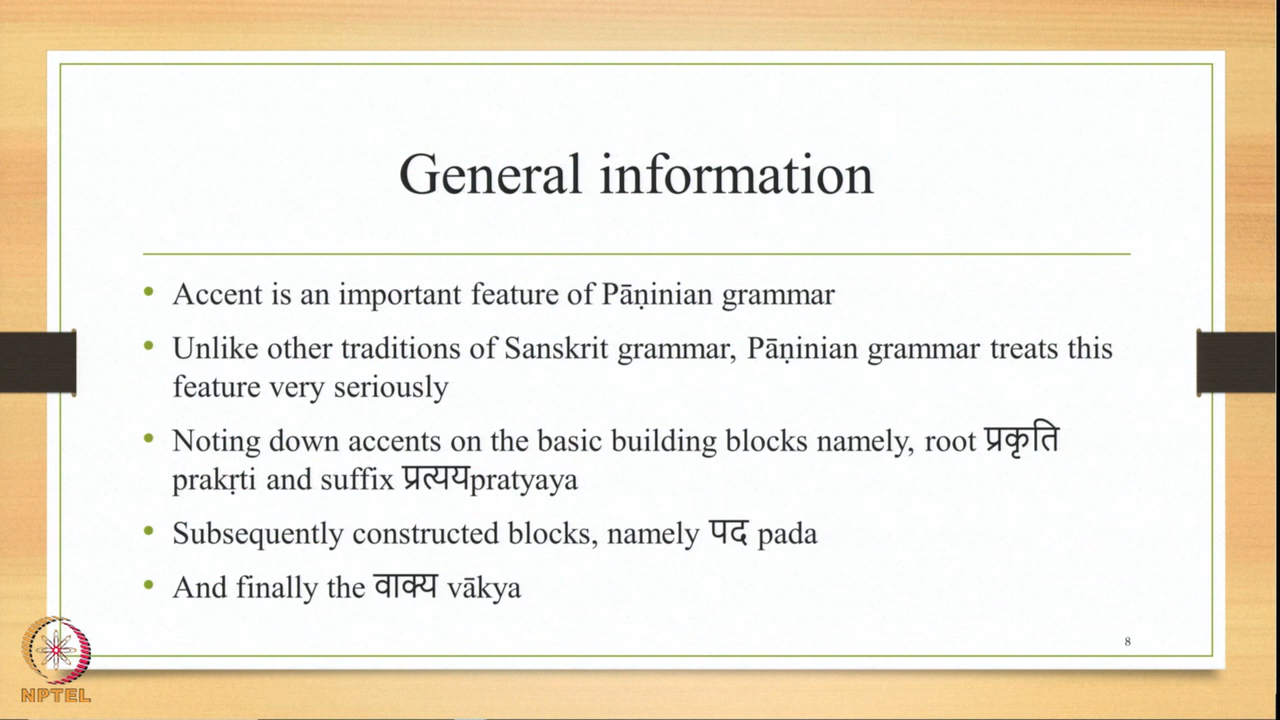 General information
• Accent is an important feature of Pāṇinian grammar
• Unlike other traditions of Sanskrit grammar, Pāṇinian grammar treats this
feature very seriously
• Noting down accents on the basic building blocks namely, root प्रकृति
prakṛti and suffix प्रत्ययpratyaya
• Subsequently constructed blocks, namely पद pada
• And finally the वाक्य vākya
8
NPTEL